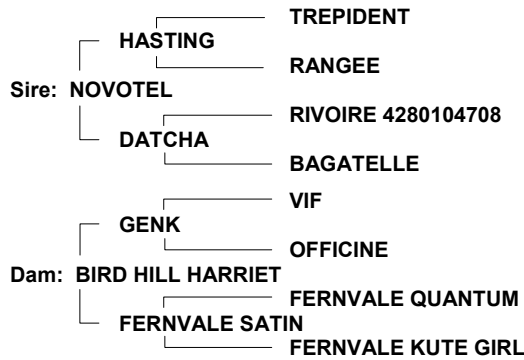 TREPIDENT
HASTING
RANGEE
Sire: NOVOTEL
RIVOIRE 4280104708
DATCHA
BAGATELLE
VIF
GENK
OFFICINE
Dam: BIRD HILL HARRIET
FERNVALE QUANTUM
FERNVALE SATIN
FERNVALE KUTE GIRL